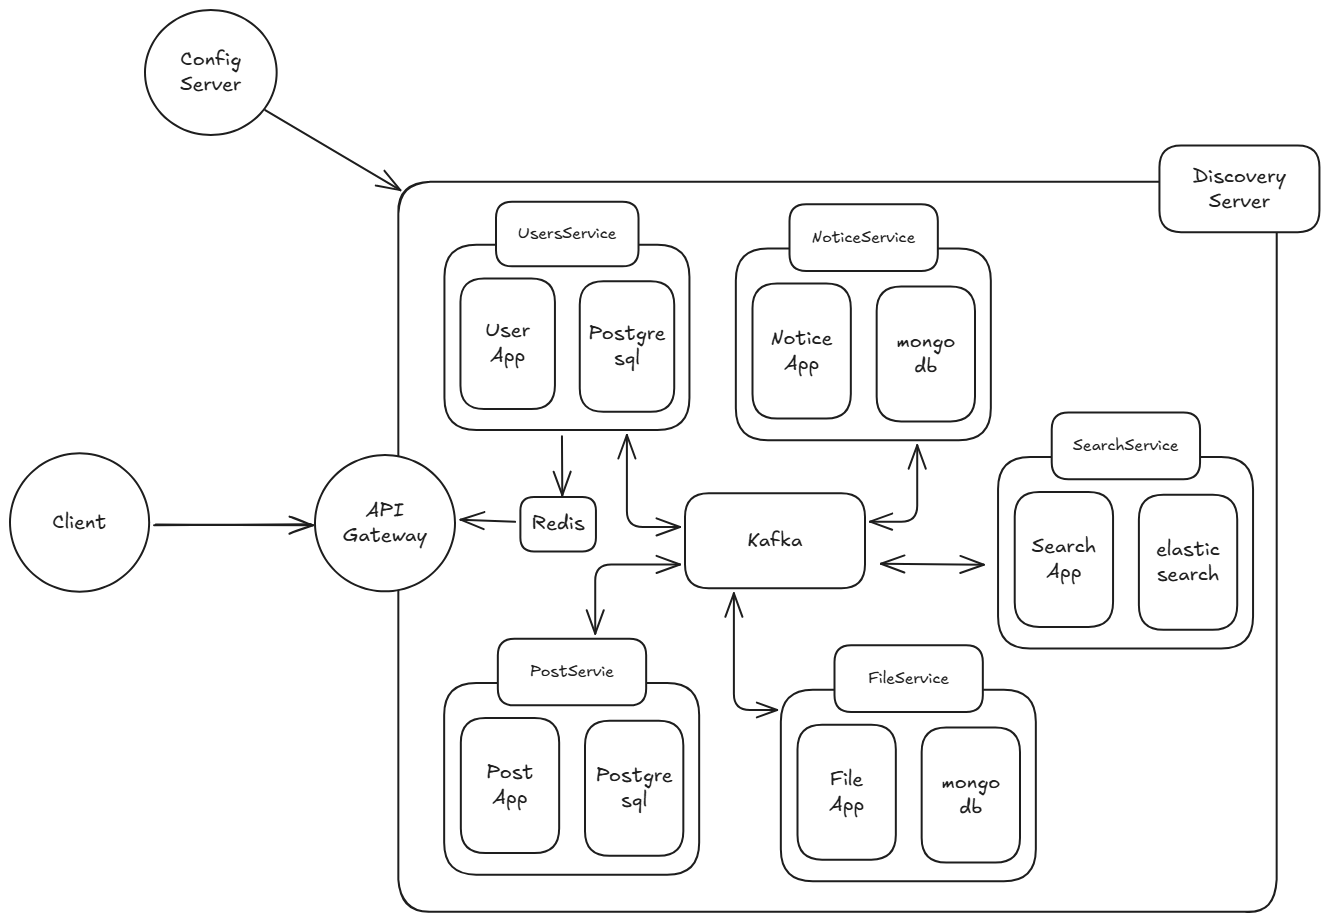 Config
Server
Discovery
Server
UsersService
User
App
Postgre
sql
NoticeService
Notice
App
mongo
db
SearchService
Search
App
elastic
search
Client
API
Gateway
Redis
Kafka
PostServie
Post
App
Postgre
sql
FileService
File
App
mongo
db